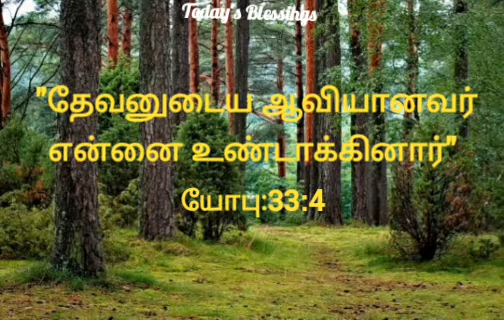 Today's Blessings
"தேவனுடைய ஆவியானவர்
என்னை உண்டாக்கினார்"
யோபு:33:4